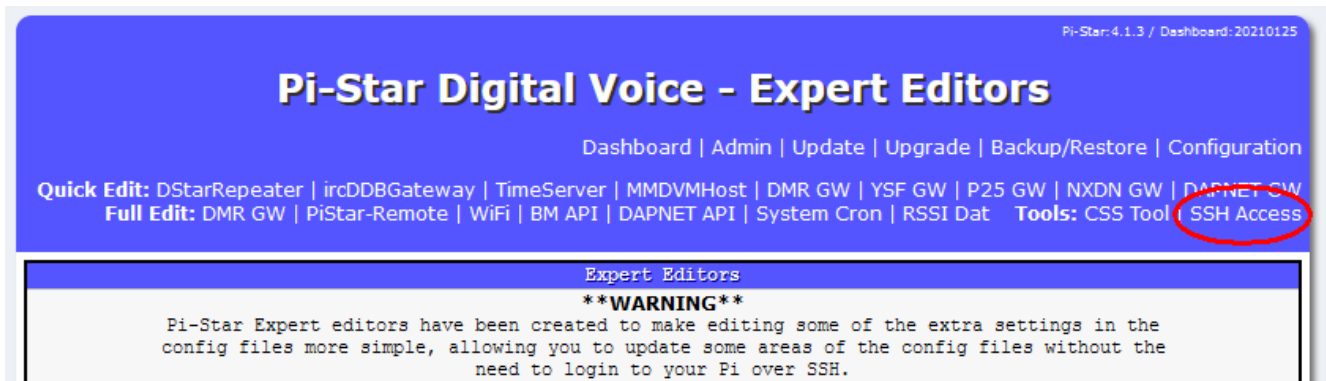 Pi-Star:4.1.3 / Dashboard:20210125
Pi-Star Digital Voice - Expert Editors
Dashboard | Admin | Update | Upgrade | Backup/Restore | Configuration
Quick Edit: DStarRepeater | ircDDBGateway | TimeServer | MMDVMHost | DMR GW | YSF GW | P25 GW | NXDN GW | DAPNET GW
Full Edit: DMR GW | PiStar-Remote | WiFi | BM API | DAPNET API | System Cron | RSSI Dat Tools: CSS Tool | SSH Access
Expert Editors
**WARNING**
Pi-Star Expert editors have been created to make editing some of the extra settings in the
config files more simple, allowing you to update some areas of the config files without the
need to login to your Pi over SSH.